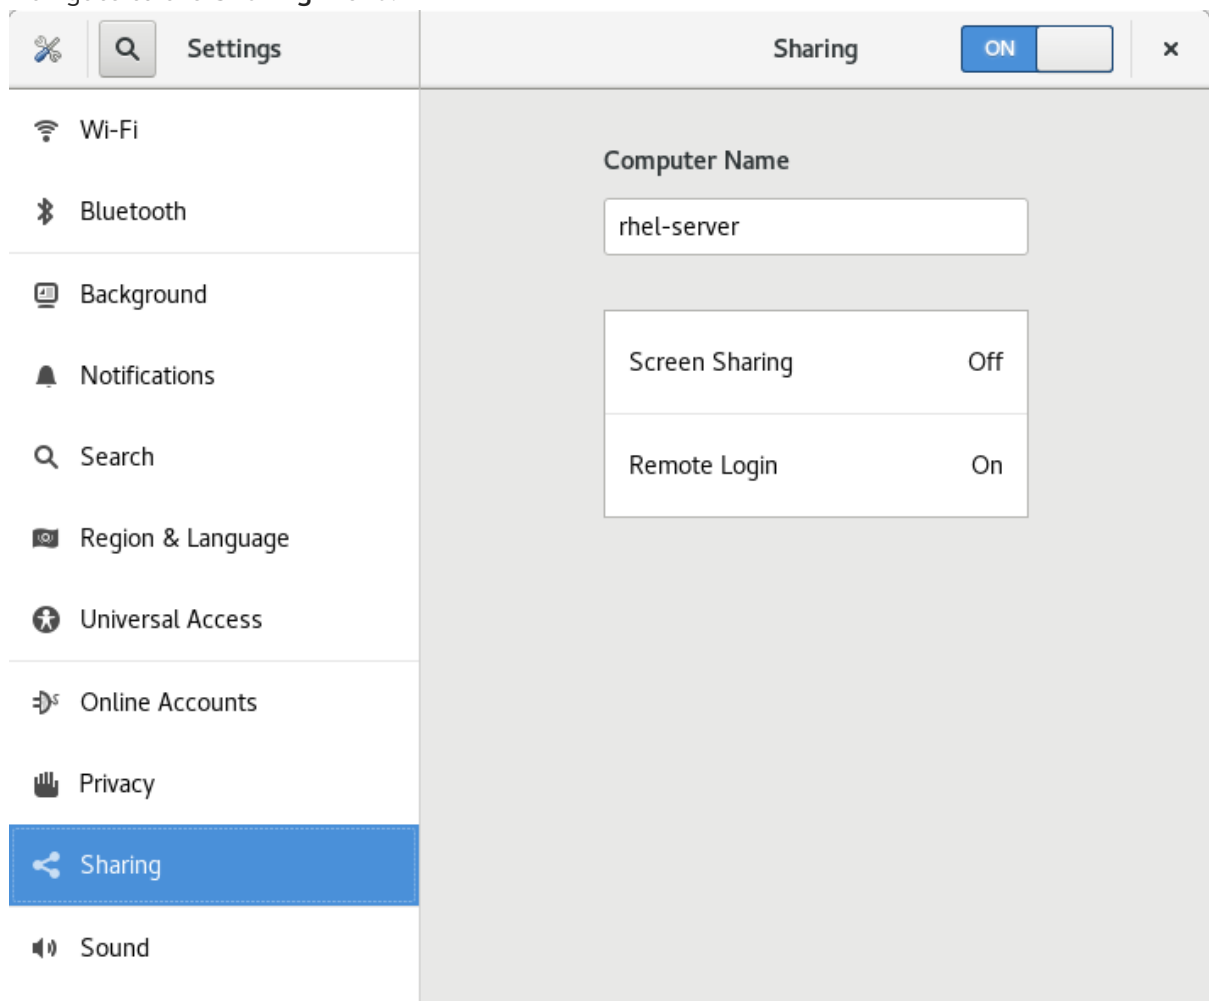 Settings
Sharing
ON
Wi-Fi
Bluetooth
Background
Notifications
Search
Region & Language
Universal Access
Online Accounts
Privacy
Sharing
Sound
Computer Name
rhel-server
Screen Sharing Off
Remote Login On